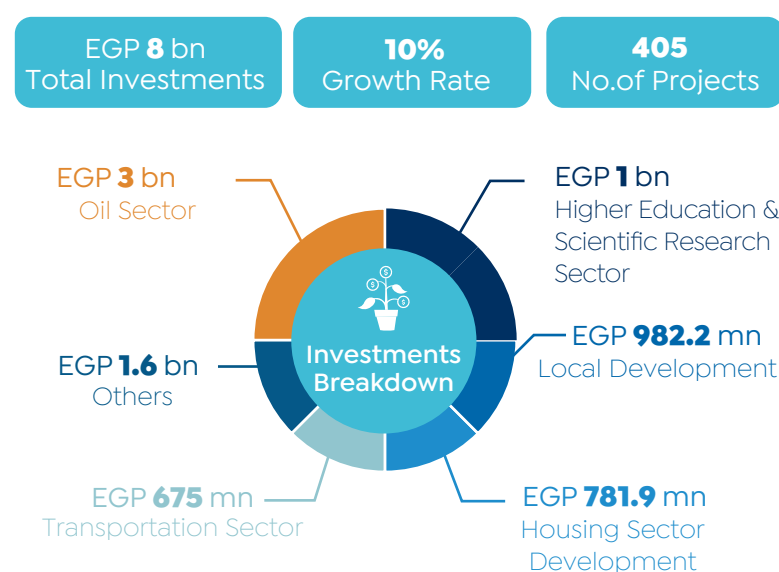 EGP 8 bn
Total Investments
10%
Growth Rate
405
No.of Projects
EGP 3 bn
Oil Sector
EGP 1 bn
Higher Education &
Scientific Research
Sector
EGP 1.6 bn
Others
Investments
Breakdown
EGP 982.2 mn
Local Development
EGP 675 mn
Transportation Sector
EGP 781.9 mn
Housing Sector
Development